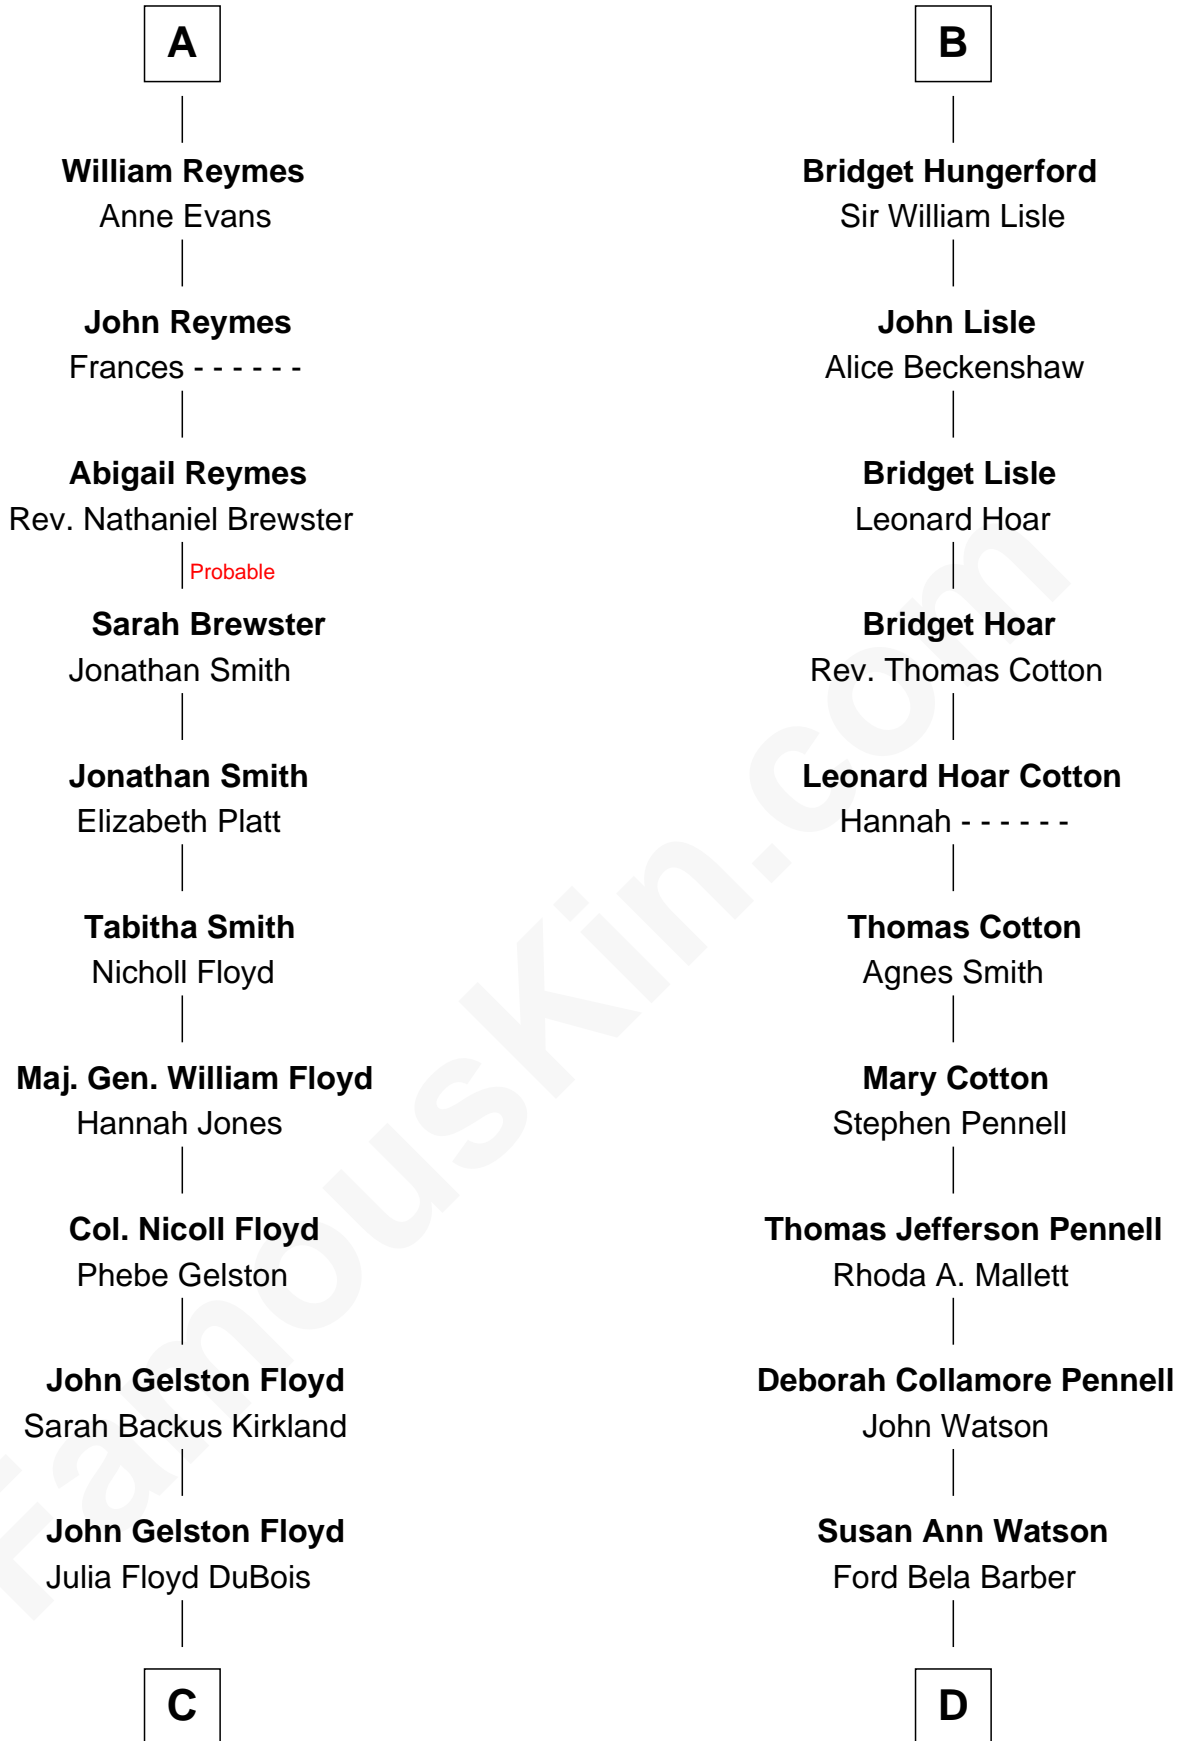 A
William Reymes
Anne Evans
John Reymes
Frances - - - - - -
Abigail Reymes
Rev. Nathaniel Brewster
Probable
Sarah Brewster
Jonathan Smith
Jonathan Smith
Elizabeth Platt
Tabitha Smith
Nicholl Floyd
Maj. Gen. William Floyd
Hannah Jones
Col. Nicoll Floyd
Phebe Gelston
John Gelston Floyd
Sarah Backus Kirkland
John Gelston Floyd
Julia Floyd DuBois
C
B
Bridget Hungerford
Sir William Lisle
John Lisle
Alice Beckenshaw
Bridget Lisle
Leonard Hoar
Bridget Hoar
Rev. Thomas Cotton
Leonard Hoar Cotton
Hannah - - - - - -
Thomas Cotton
Agnes Smith
Mary Cotton
Stephen Pennell
Thomas Jefferson Pennell
Rhoda A. Mallett
Deborah Collamore Pennell
John Watson
Susan Ann Watson
Ford Bela Barber
D
FamousKin.com